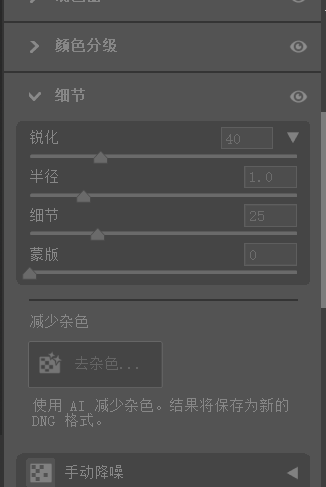 颜色分级
细节
锐化 40
半径 1.0
细节 25
蒙版 0
减少杂色
去杂色...
使用 AI 减少杂色。结果将保存为新的
DNG 格式。
手动降噪